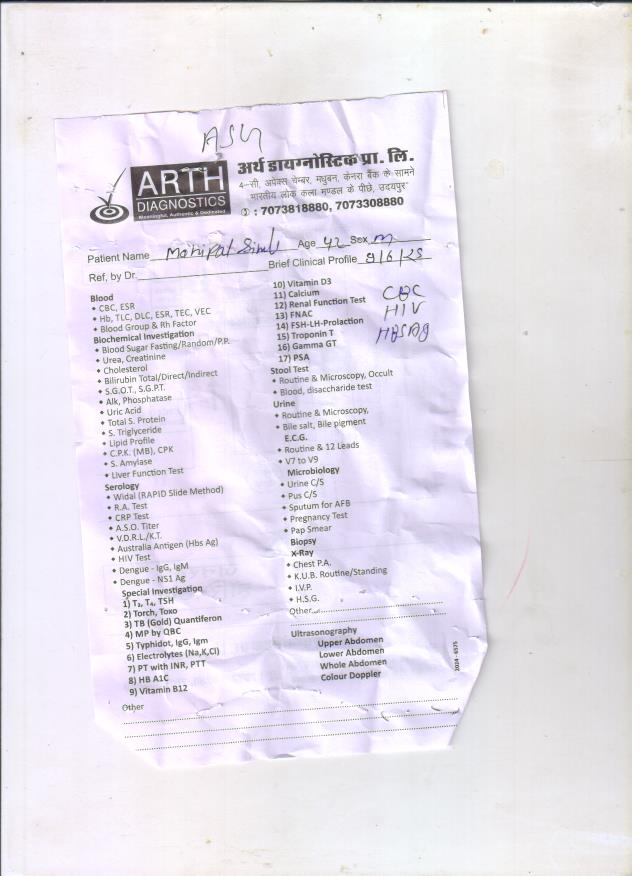 ASG
ARTH
DIAGNOSTICS
Meaningful, Authentic & Dedicated
अर्थ डायग्नोस्टिक प्रा. लि.
4-सी, अपेक्स चेम्बर, मधुबन, केनरा बैंक के सामने
भारतीय लोक कला मण्डल के पीछे, उदयपुर
: 7073818880, 7073308880
Patient Name Age 42 Sex m
Ref, by Dr. Brief Clinical Profile 9/6/25
Blood
• CBC, ESR
• Hb, TLC, DLC, ESR, TEC, VEC
• Blood Group & Rh Factor
Biochemical Investigation
• Blood Sugar Fasting/Random/P.P.
• Urea, Creatinine
• Cholesterol
• Bilirubin Total/Direct/Indirect
• S.G.O.T., S.G.P.T.
• Alk, Phosphatase
• Uric Acid
• Total S. Protein
• S. Triglyceride
• Lipid Profile
• C.P.K. (MB), CPK
• S. Amylase
• Liver Function Test
Serology
• Widal (RAPID Slide Method)
• R.A. Test
• CRP Test
• A.S.O. Titer
• V.D.R.L./K.T.
• Australia Antigen (Hbs Ag)
• HIV Test
• Dengue - IgG, IgM
• Dengue - NS1 Ag
Special Investigation
1) T₃, T₄, TSH
2) Torch, Toxo
3) TB (Gold) Quantiferon
4) MP by QBC
5) Typhidot, IgG, Igm
6) Electrolytes (Na,K,Cl)
7) PT with INR, PTT
8) HB A1C
9) Vitamin B12
10) Vitamin D3
11) Calcium
12) Renal Function Test
13) FNAC
14) FSH-LH-Prolaction
15) Troponin T
16) Gamma GT
17) PSA
CBC
HIV
HBSAg
Stool Test
• Routine & Microscopy, Occult
• Blood, disaccharide test
Urine
• Routine & Microscopy,
• Bile salt, Bile pigment
E.C.G.
• Routine & 12 Leads
• V7 to V9
Microbiology
• Urine C/S
• Pus C/S
• Sputum for AFB
• Pregnancy Test
• Pap Smear
Biopsy
X-Ray
• Chest P.A.
• K.U.B. Routine/Standing
• I.V.P.
• H.S.G.
Other
Ultrasonography
Upper Abdomen
Lower Abdomen
Whole Abdomen
Colour Doppler
2024 - 6575
Other